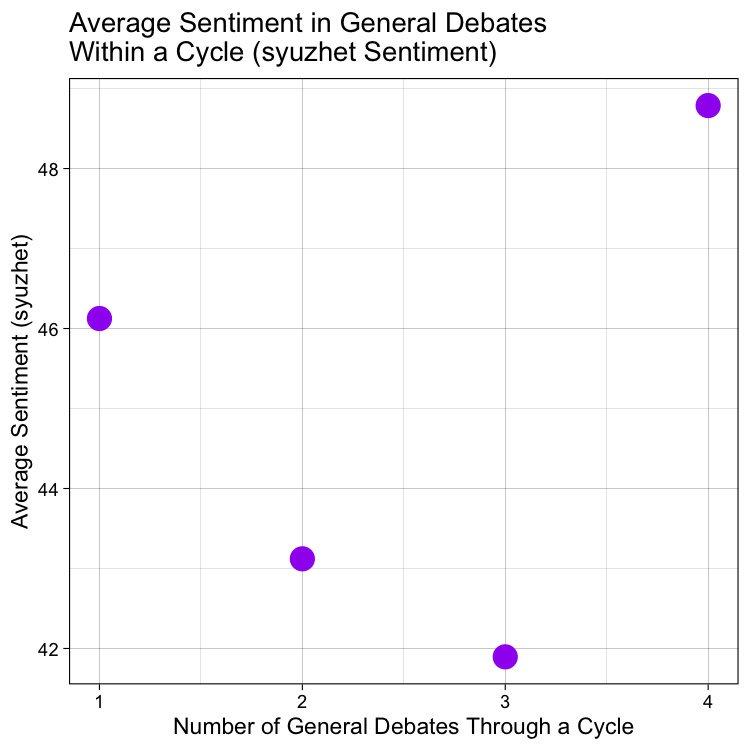 Average Sentiment in General Debates
Within a Cycle (syuzhet Sentiment)
Average Sentiment (syuzhet)
48
46
44
42
1 2 3 4
Number of General Debates Through a Cycle